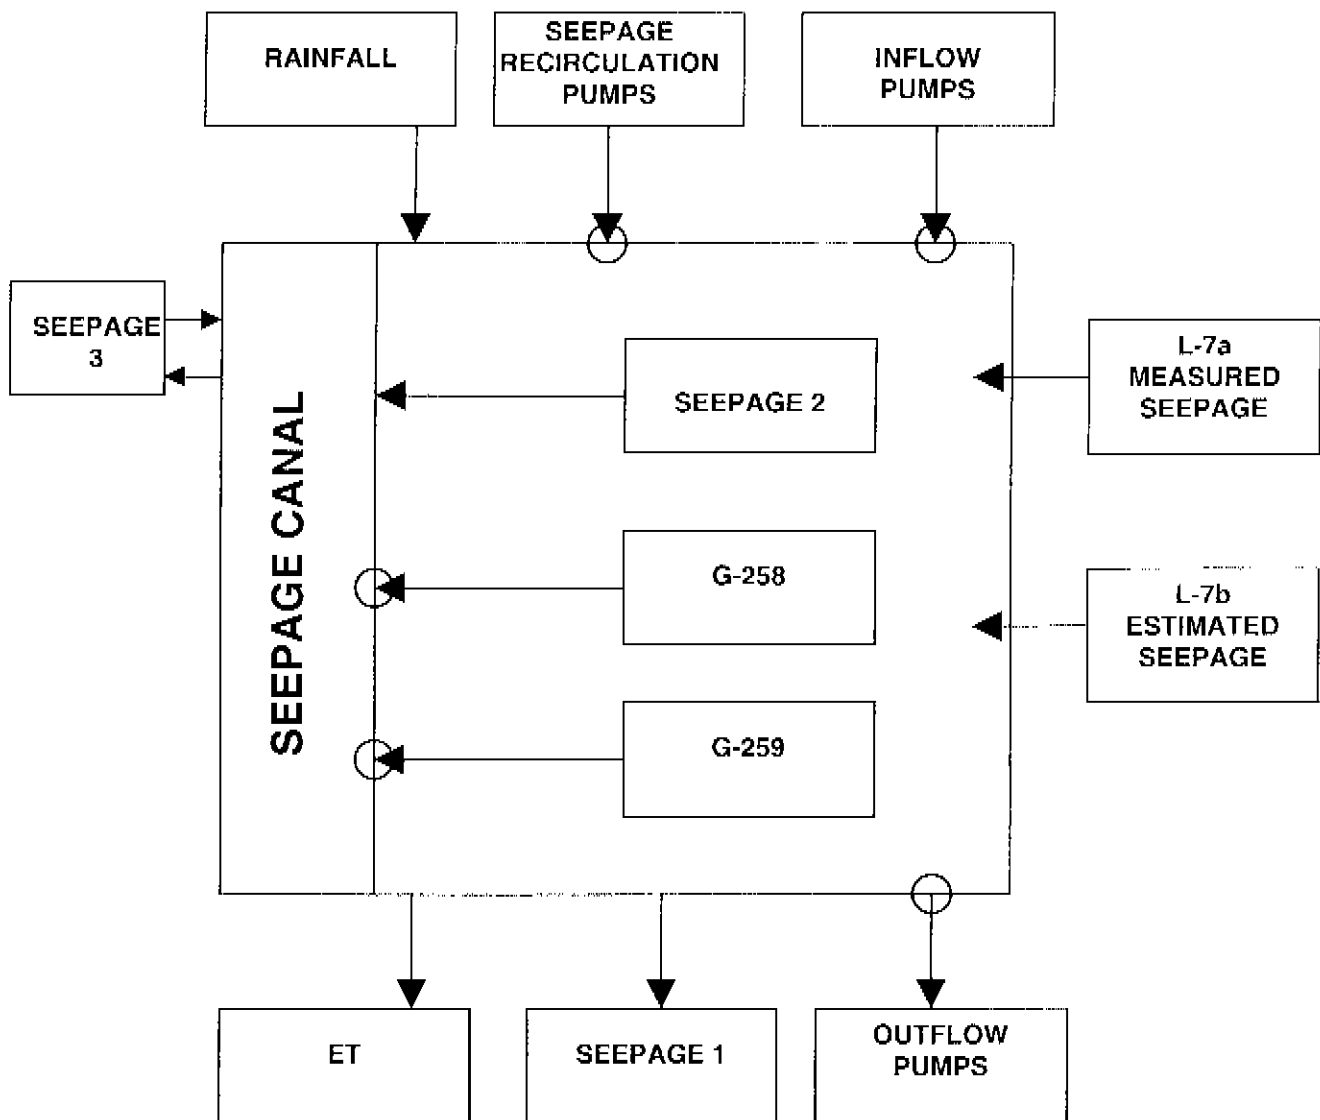 RAINFALL
SEEPAGE
RECIRCULATION
PUMPS
INFLOW
PUMPS
SEEPAGE
3
SEEPAGE CANAL
SEEPAGE 2
L-7a
MEASURED
SEEPAGE
G-258
L-7b
ESTIMATED
SEEPAGE
G-259
ET
SEEPAGE 1
OUTFLOW
PUMPS